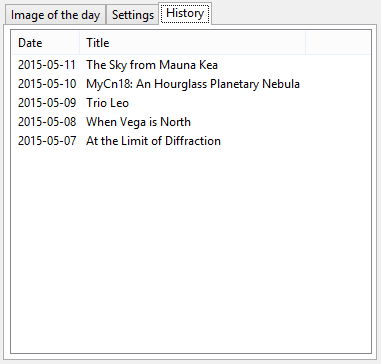 Image of the day Settings History
Date Title
2015-05-11 The Sky from Mauna Kea
2015-05-10 MyCn18: An Hourglass Planetary Nebula
2015-05-09 Trio Leo
2015-05-08 When Vega is North
2015-05-07 At the Limit of Diffraction